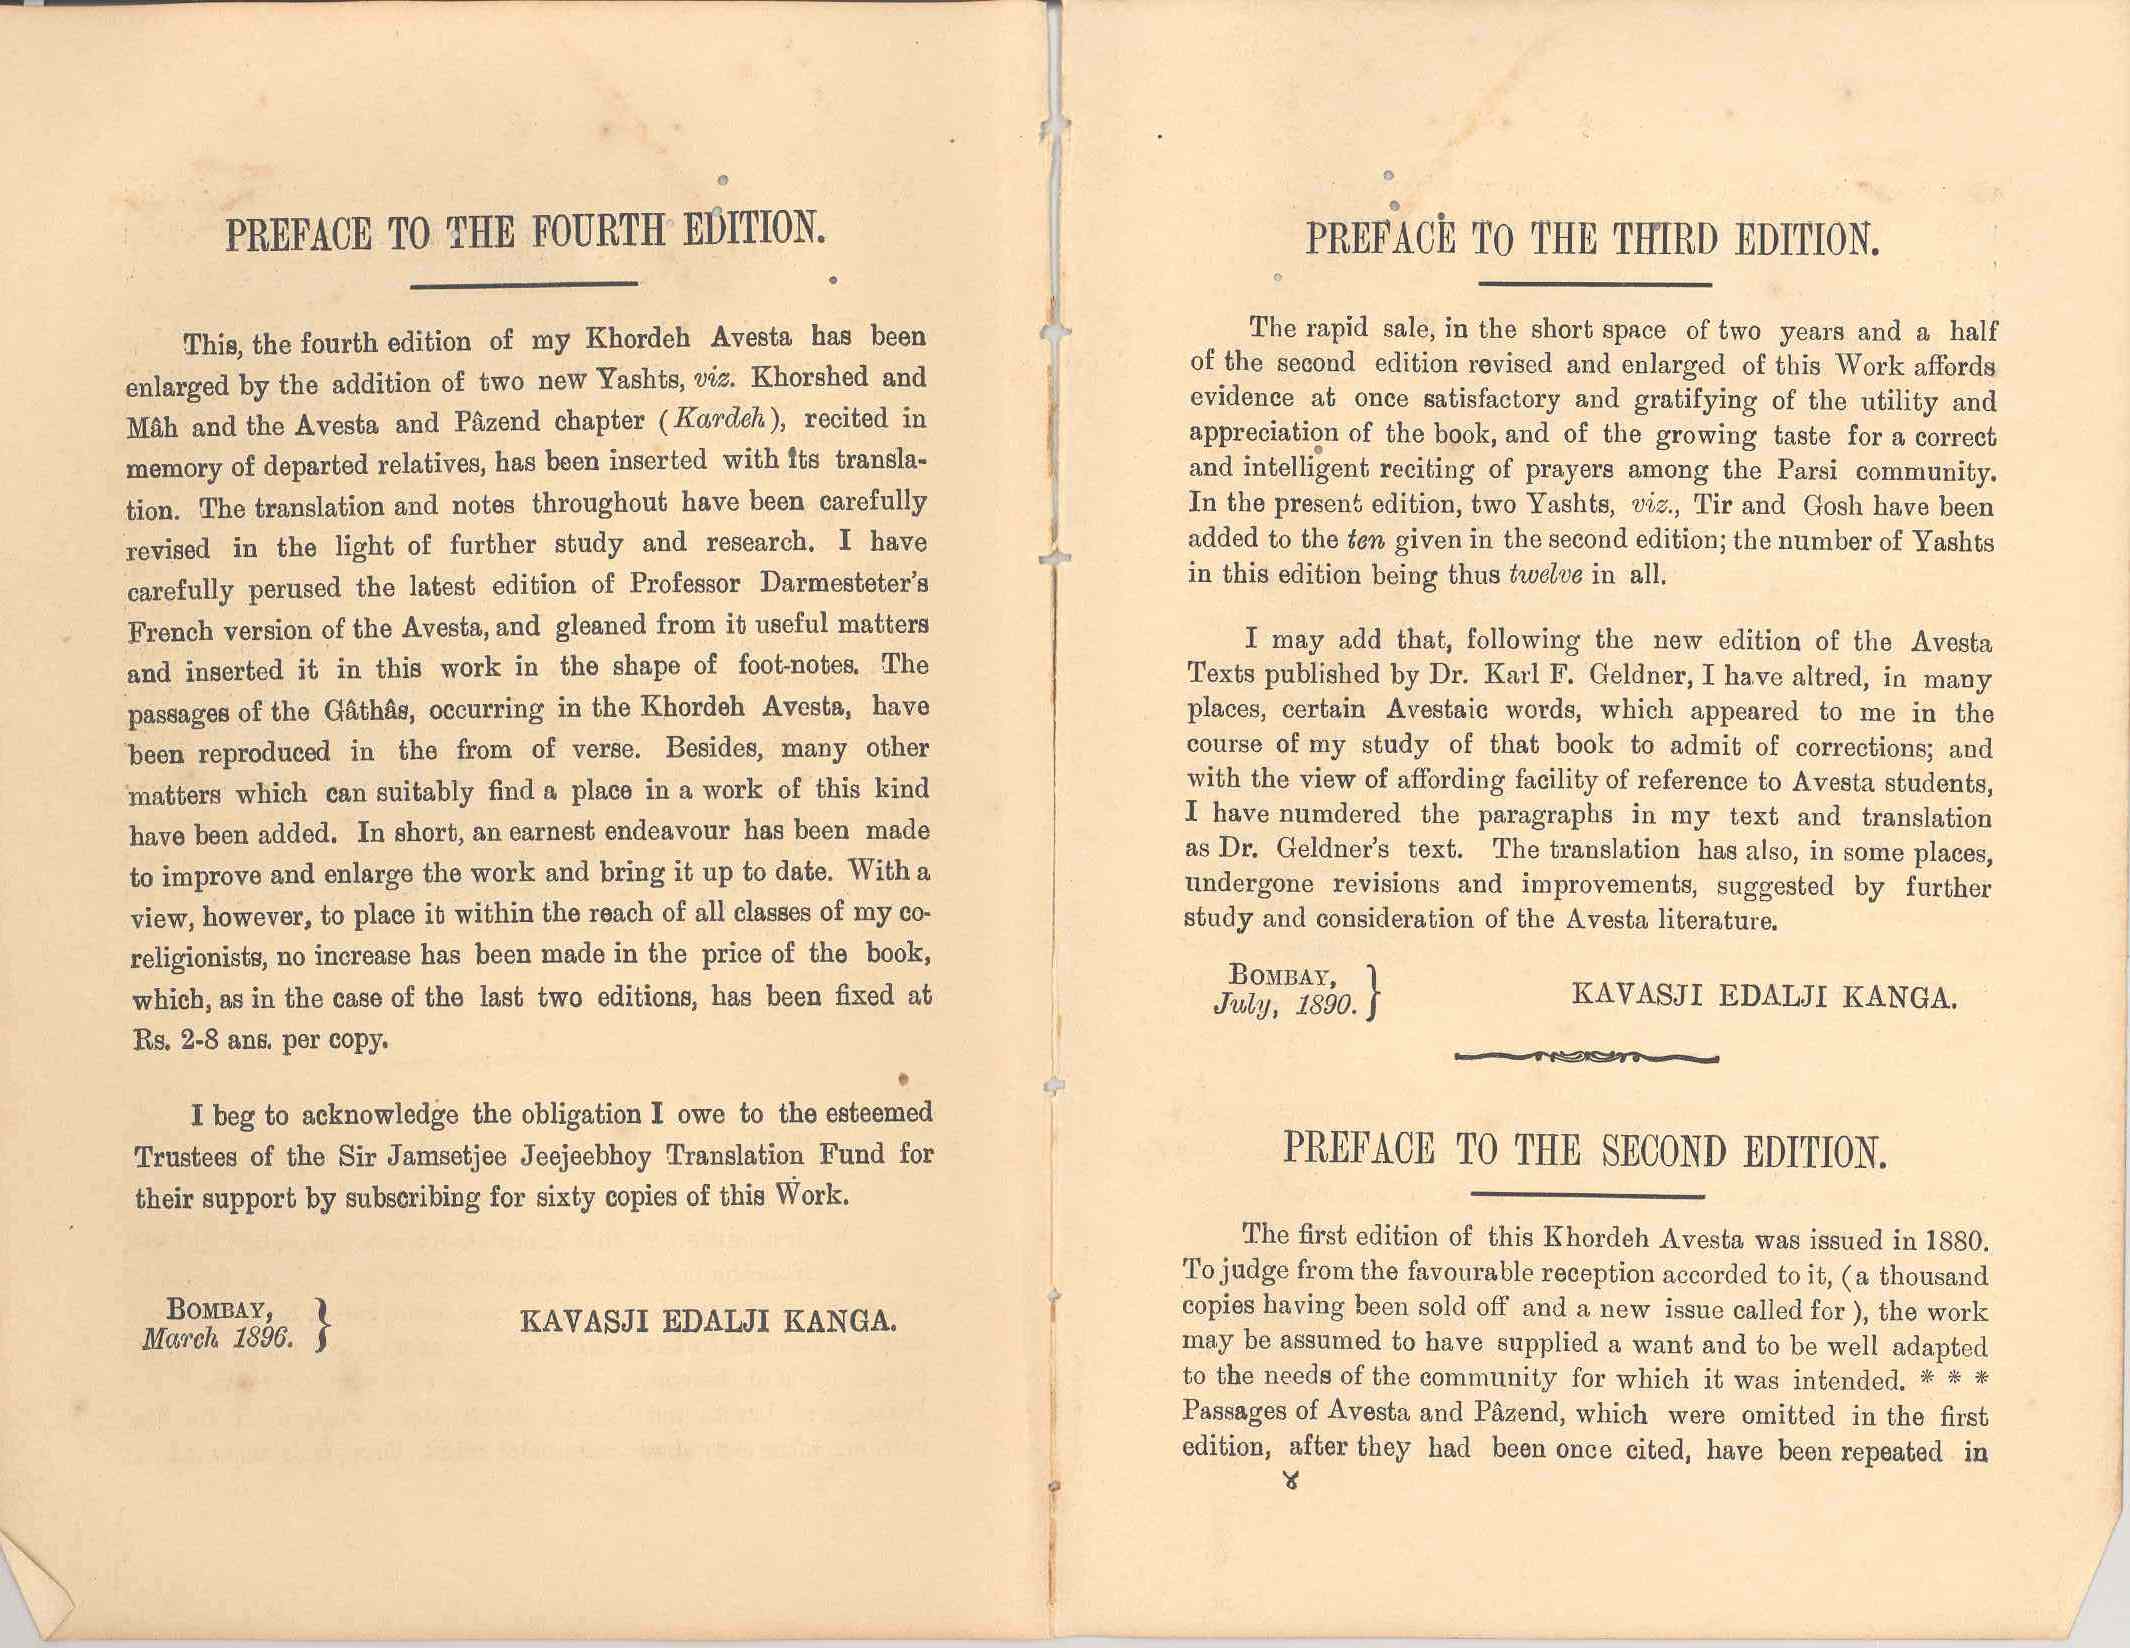 PREFACE TO THE FOURTH EDITION.
This, the fourth edition of my Khordeh Avesta has been
enlarged by the addition of two new Yashts, viz. Khorshed and
Mâh and the Avesta and Pâzend chapter (Kardeh), recited in
memory of departed relatives, has been inserted with its transla-
tion. The translation and notes throughout have been carefully
revised in the light of further study and research. I have
carefully perused the latest edition of Professor Darmesteter's
French version of the Avesta, and gleaned from it useful matters
and inserted it in this work in the shape of foot-notes. The
passages of the Gâthâs, occurring in the Khordeh Avesta, have
been reproduced in the from of verse. Besides, many other
matters which can suitably find a place in a work of this kind
have been added. In short, an earnest endeavour has been made
to improve and enlarge the work and bring it up to date. With a
view, however, to place it within the reach of all classes of my co-
religionists, no increase has been made in the price of the book,
which, as in the case of the last two editions, has been fixed at
Rs. 2-8 ans. per copy.
I beg to acknowledge the obligation I owe to the esteemed
Trustees of the Sir Jamsetjee Jeejeebhoy Translation Fund for
their support by subscribing for sixty copies of this Work.
BOMBAY,
March 1896. } KAVASJI EDALJI KANGA.
PREFACE TO THE THIRD EDITION.
The rapid sale, in the short space of two years and a half
of the second edition revised and enlarged of this Work affords
evidence at once satisfactory and gratifying of the utility and
appreciation of the book, and of the growing taste for a correct
and intelligent reciting of prayers among the Parsi community.
In the present edition, two Yashts, viz., Tir and Gosh have been
added to the ten given in the second edition; the number of Yashts
in this edition being thus twelve in all.
I may add that, following the new edition of the Avesta
Texts published by Dr. Karl F. Geldner, I have altred, in many
places, certain Avestaic words, which appeared to me in the
course of my study of that book to admit of corrections; and
with the view of affording facility of reference to Avesta students,
I have numdered the paragraphs in my text and translation
as Dr. Geldner's text. The translation has also, in some places,
undergone revisions and improvements, suggested by further
study and consideration of the Avesta literature.
BOMBAY,
July, 1890. } KAVASJI EDALJI KANGA.
PREFACE TO THE SECOND EDITION.
The first edition of this Khordeh Avesta was issued in 1880.
To judge from the favourable reception accorded to it, (a thousand
copies having been sold off and a new issue called for ), the work
may be assumed to have supplied a want and to be well adapted
to the needs of the community for which it was intended. * * *
Passages of Avesta and Pâzend, which were omitted in the first
edition, after they had been once cited, have been repeated in
૪